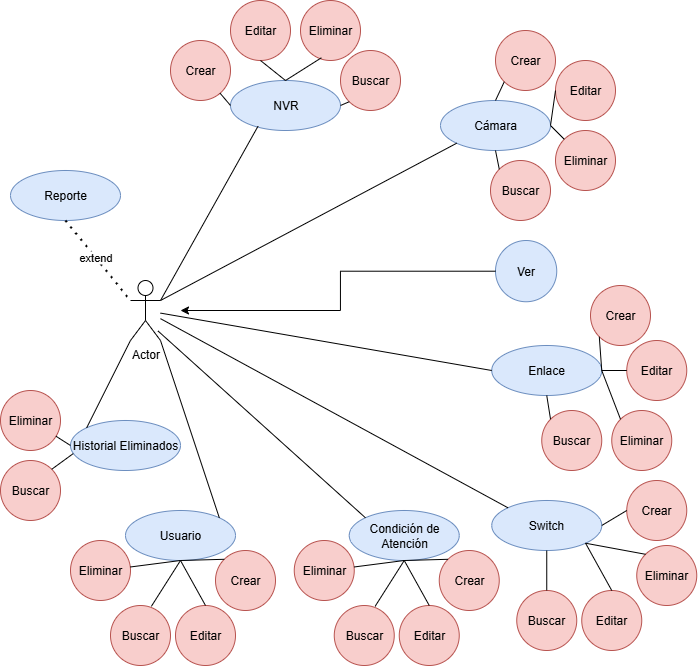 Editar
Eliminar
Crear
Buscar
NVR
Crear
Editar
Cámara
Eliminar
Buscar
Reporte
extend
Ver
Actor
Crear
Enlace
Editar
Buscar
Eliminar
Eliminar
Historial Eliminados
Buscar
Usuario
Eliminar
Crear
Buscar
Editar
Condición de
Atención
Eliminar
Crear
Buscar
Editar
Switch
Crear
Eliminar
Buscar
Editar